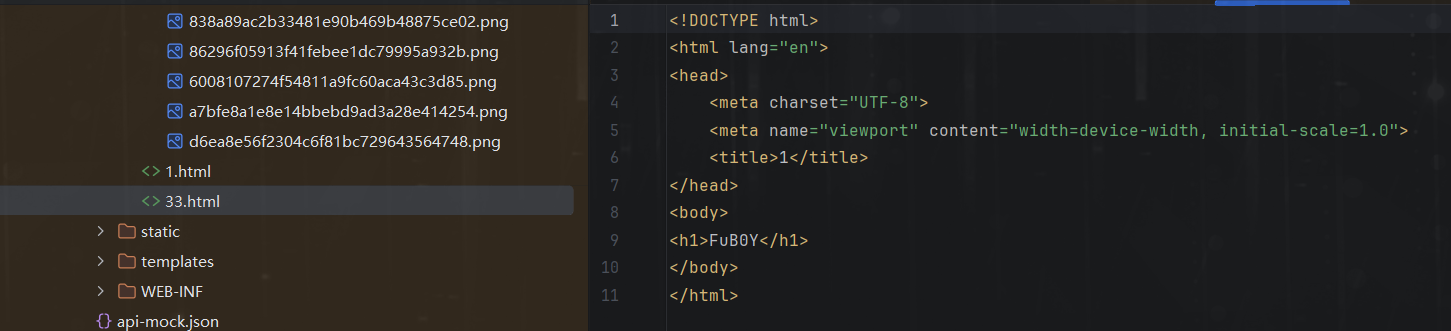 838a89ac2b33481e90b469b48875ce02.png
86296f05913f41febee1dc79995a932b.png
6008107274f54811a9fc60aca43c3d85.png
a7bfe8a1e8e14bbebd9ad3a28e414254.png
d6ea8e56f2304c6f81bc729643564748.png
1.html
33.html
static
templates
WEB-INF
api-mock.json
1 <!DOCTYPE html>
2 <html lang="en">
3 <head>
4     <meta charset="UTF-8">
5     <meta name="viewport" content="width=device-width, initial-scale=1.0">
6     <title>1</title>
7 </head>
8 <body>
9 <h1>FuB0Y</h1>
10 </body>
11 </html>